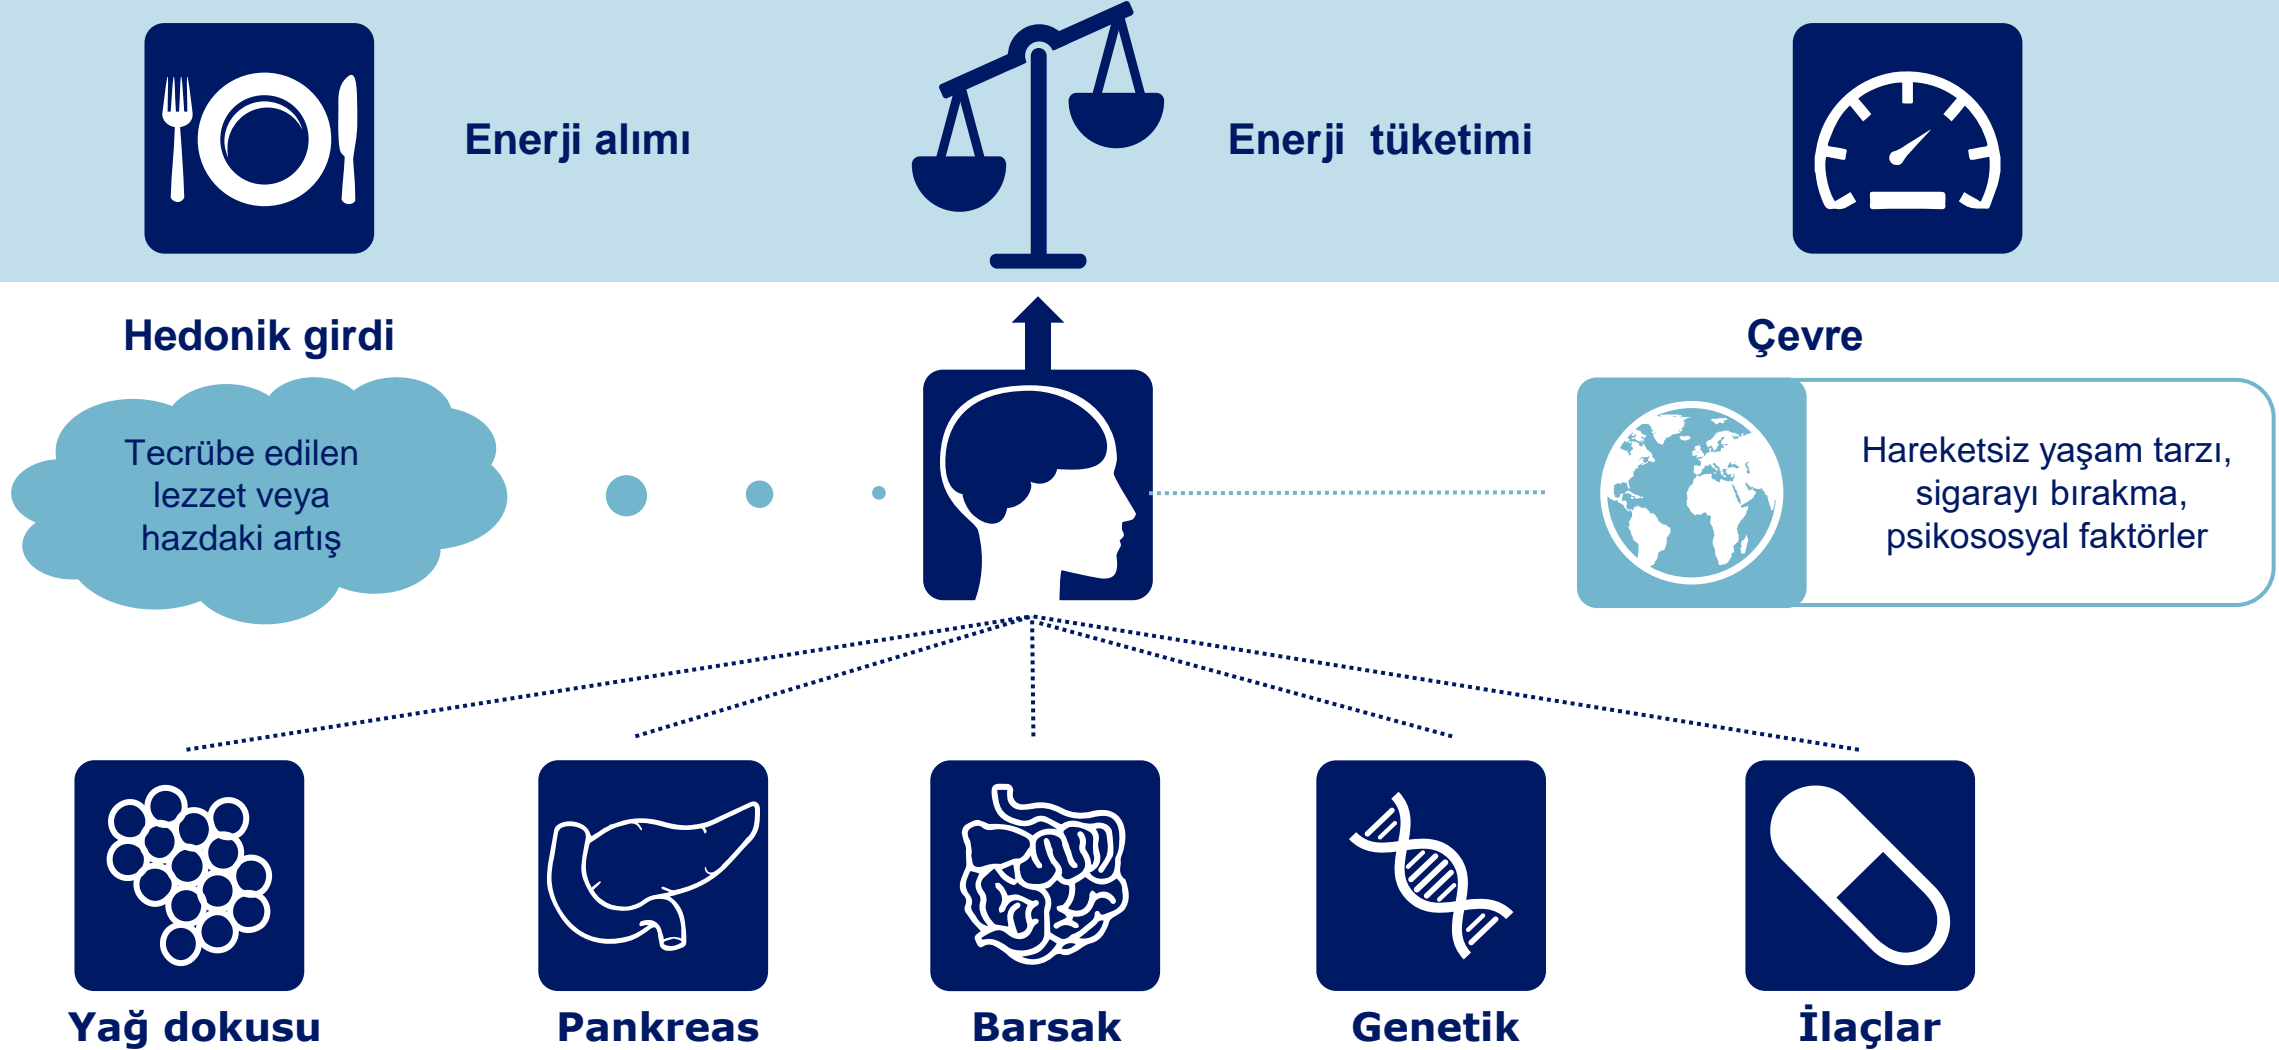 Enerji alımı
Enerji  tüketimi
Hedonik girdi
Çevre
Tecrübe edilen
lezzet veya
hazdaki artış
Hareketsiz yaşam tarzı,
sigarayı bırakma,
psikososyal faktörler
Yağ dokusu
Pankreas
Barsak
Genetik
İlaçlar